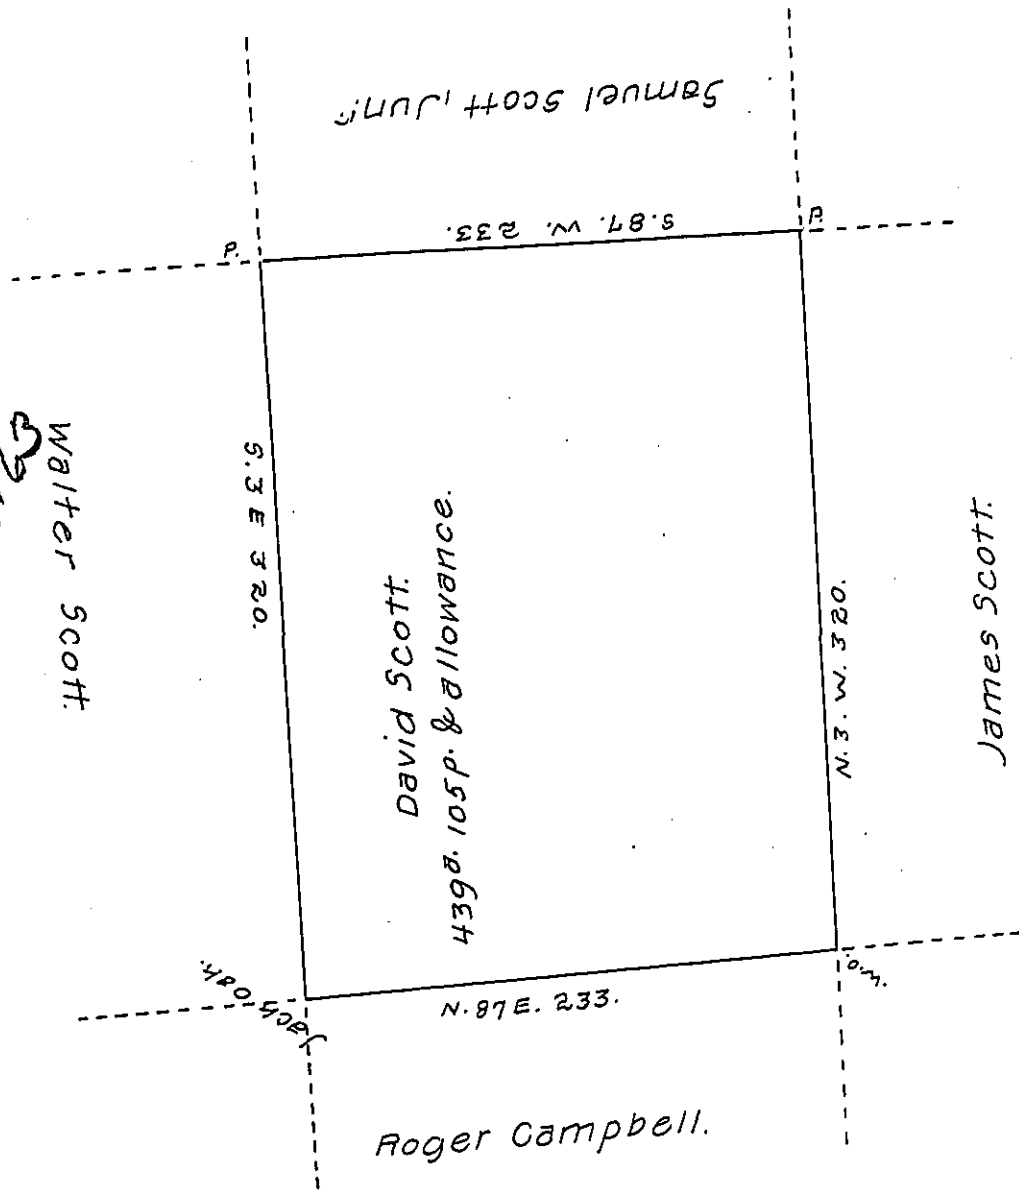 Samuel Scott, Junr.
S. 87. W. 233.
P.
P.
Walter Scott.
S. 3 E 320.
David Scott.
439a. 105p. & allowance.
N. 3. W. 320.
James Scott.
Jack Oak.
N. 87 E. 233.
W.O.
Roger Campbell.